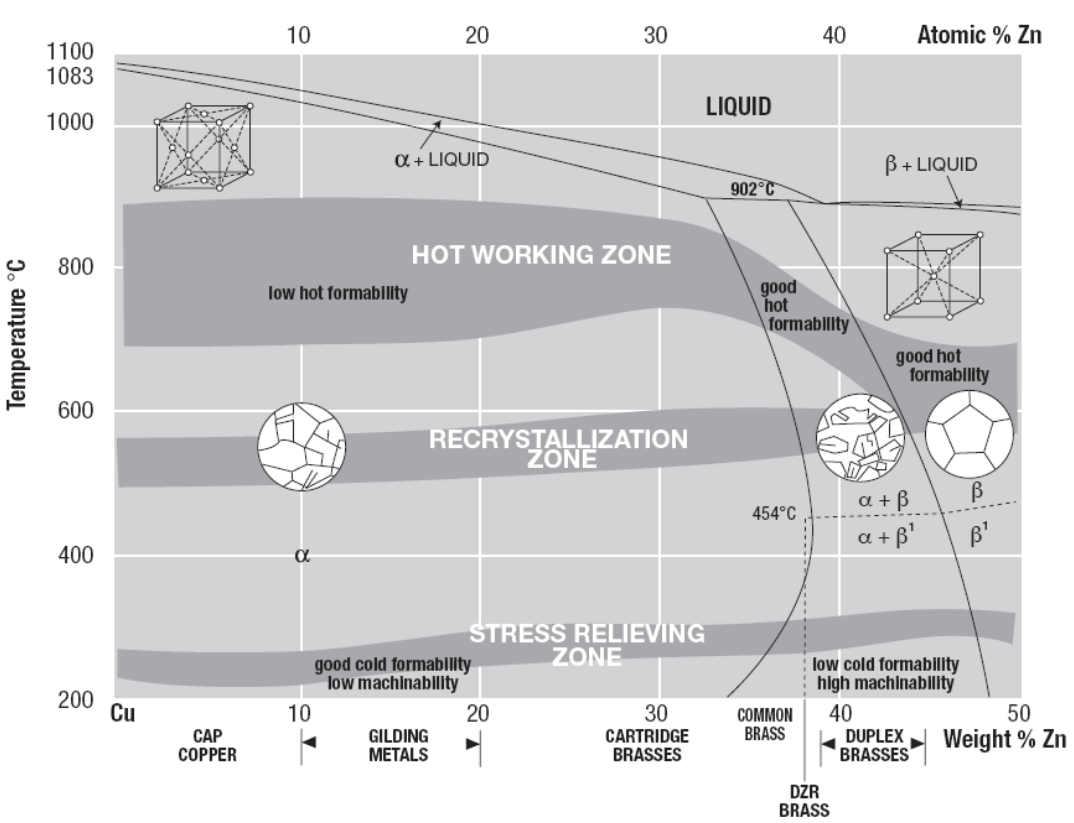 10 20 30 40 Atomic % Zn
1100
1083
1000
800
600
400
200
Temperature °C
LIQUID
α + LIQUID
β + LIQUID
902°C
HOT WORKING ZONE
low hot formability
good
hot
formability
good hot
formability
RECRYSTALLIZATION
ZONE
454°C
α + β
β
α + β¹
β¹
α
STRESS RELIEVING
ZONE
good cold formability
low machinability
low cold formability
high machinability
Cu 10 20 30 40 50
Weight % Zn
CAP
COPPER
GILDING
METALS
CARTRIDGE
BRASSES
COMMON
BRASS
DUPLEX
BRASSES
DZR
BRASS